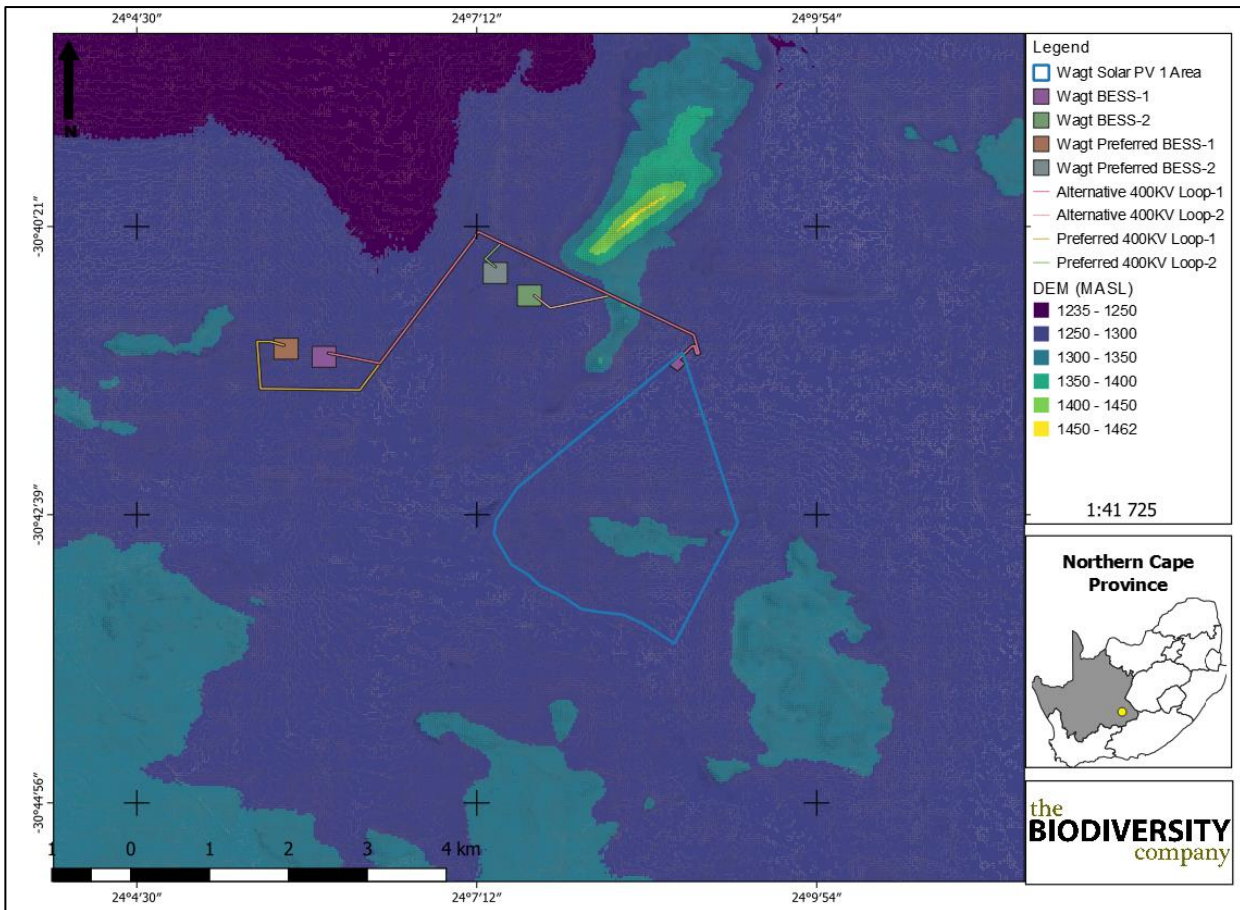 24°4′30″ 24°7′12″ 24°9′54″
N
-30°40′21″
-30°42′39″
-30°44′56″
1 0 1 2 3 4 km
24°4′30″ 24°7′12″ 24°9′54″
Legend
Wagt Solar PV 1 Area
Wagt BESS-1
Wagt BESS-2
Wagt Preferred BESS-1
Wagt Preferred BESS-2
Alternative 400KV Loop-1
Alternative 400KV Loop-2
Preferred 400KV Loop-1
Preferred 400KV Loop-2
DEM (MASL)
1235 - 1250
1250 - 1300
1300 - 1350
1350 - 1400
1400 - 1450
1450 - 1462
1:41 725
Northern Cape
Province
the
BIODIVERSITY
company